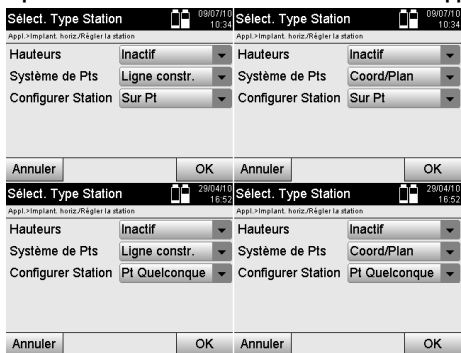 Sélect. Type Station
09/07/10
10:34
Appl.>Implant. horiz./Régler la station
Hauteurs Inactif
Système de Pts Ligne constr.
Configurer Station Sur Pt
Annuler OK
Sélect. Type Station
09/07/10
10:34
Appl.>Implant. horiz./Régler la station
Hauteurs Inactif
Système de Pts Coord/Plan
Configurer Station Sur Pt
Annuler OK
Sélect. Type Station
29/04/10
16:52
Appl.>Implant. horiz./Régler la station
Hauteurs Inactif
Système de Pts Ligne constr.
Configurer Station Pt Quelconque
Annuler OK
Sélect. Type Station
29/04/10
16:52
Appl.>Implant. horiz./Régler la station
Hauteurs Inactif
Système de Pts Coord/Plan
Configurer Station Pt Quelconque
Annuler OK